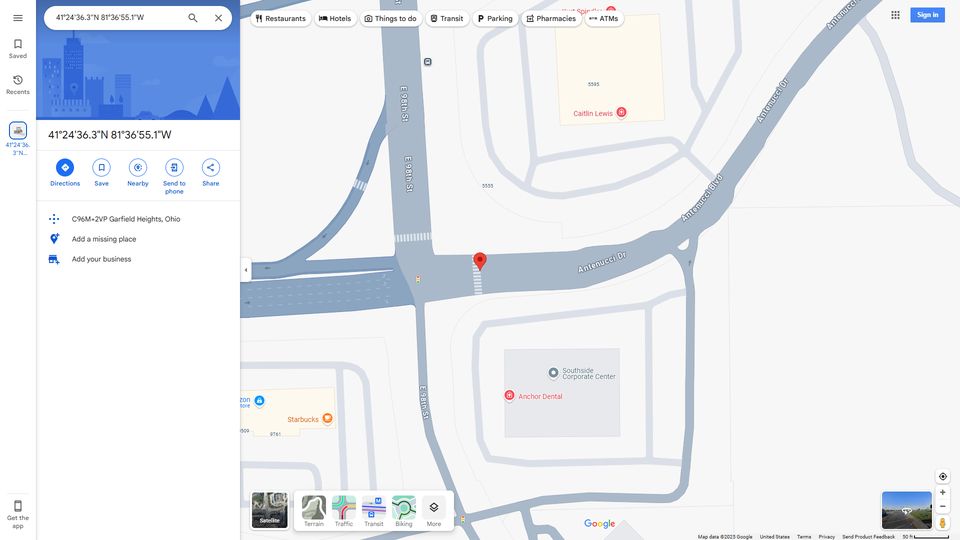 41°24'36.3"N 81°36'55.1"W
Restaurants
Hotels
Things to do
Transit
Parking
Pharmacies
ATMs
Sign in
Saved
Recents
41°24'36.
3"N...
Get the
app
41°24'36.3"N 81°36'55.1"W
Directions
Save
Nearby
Send to
phone
Share
C96M+2VP Garfield Heights, Ohio
Add a missing place
Add your business
E 98th St
E 98th St
5595
Caitlin Lewis
5555
Antenucci
Antenucci Dr
Antenucci Blvd
Antenucci Dr
Southside
Corporate Center
Anchor Dental
E 98th St
zon
Starbucks
9509
9761
Satellite
Terrain
Traffic
Transit
Biking
More
Google
Map data ©2025 Google
United States
Terms
Privacy
Send Product Feedback
50 ft